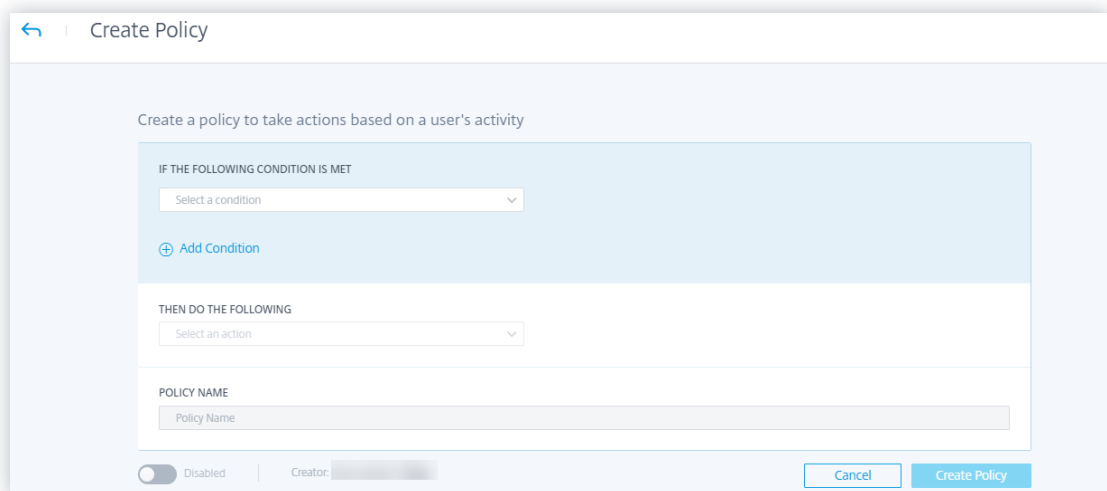 Create Policy
Create a policy to take actions based on a user's activity
IF THE FOLLOWING CONDITION IS MET
Select a condition
Add Condition
THEN DO THE FOLLOWING
Select an action
POLICY NAME
Policy Name
Disabled
Creator:
Cancel
Create Policy